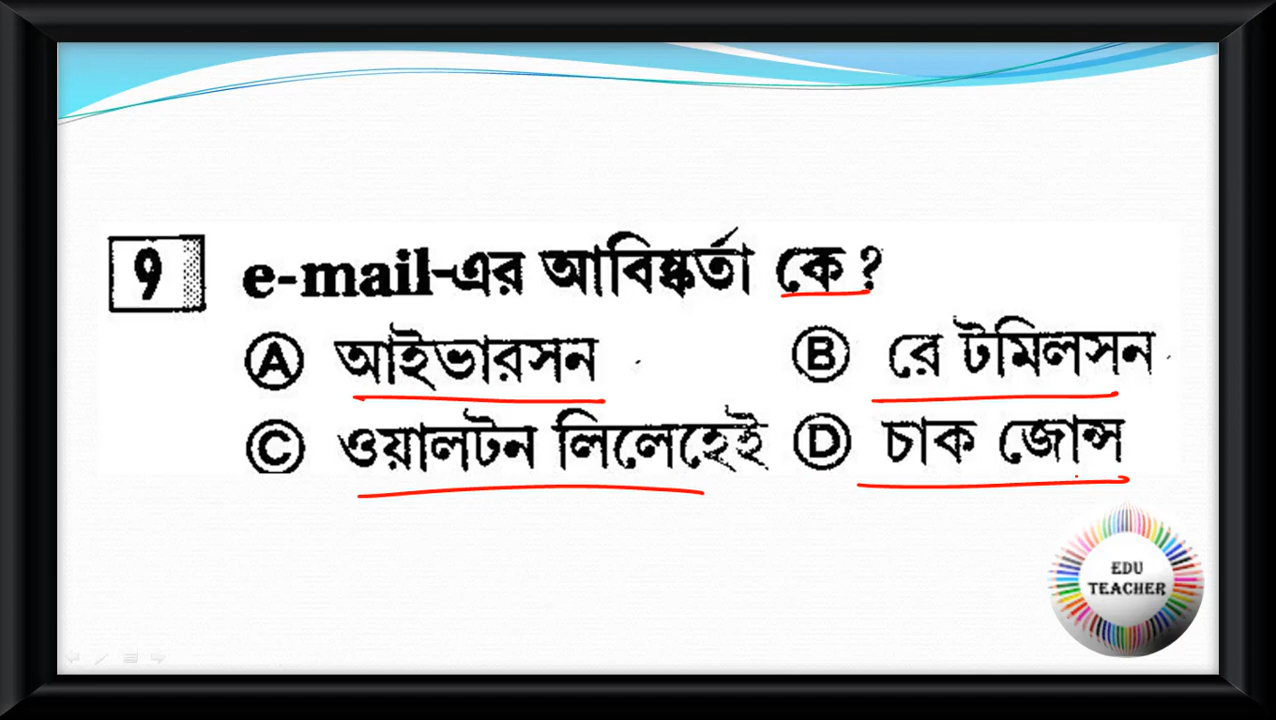 9 e-mail-এর আবিষ্কর্তা কে ?
A আইভারসন B রে টমিলসন
C ওয়ালটন লিলেহেই D চাক জোন্স
EDU
TEACHER